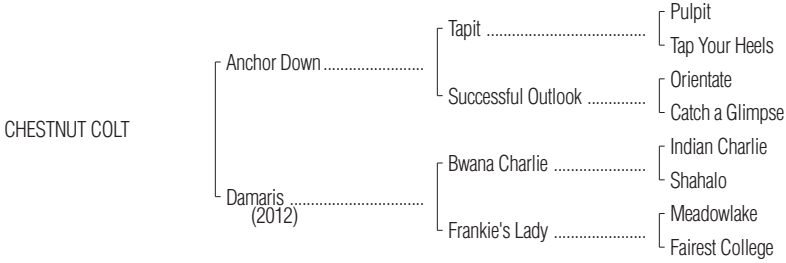 Pulpit
Tapit ......................................
Tap Your Heels
Anchor Down........................
Orientate
Successful Outlook ..............
Catch a Glimpse
CHESTNUT COLT
Indian Charlie
Bwana Charlie ......................
Shahalo
Damaris ................................
(2012)
Meadowlake
Frankie's Lady ......................
Fairest College